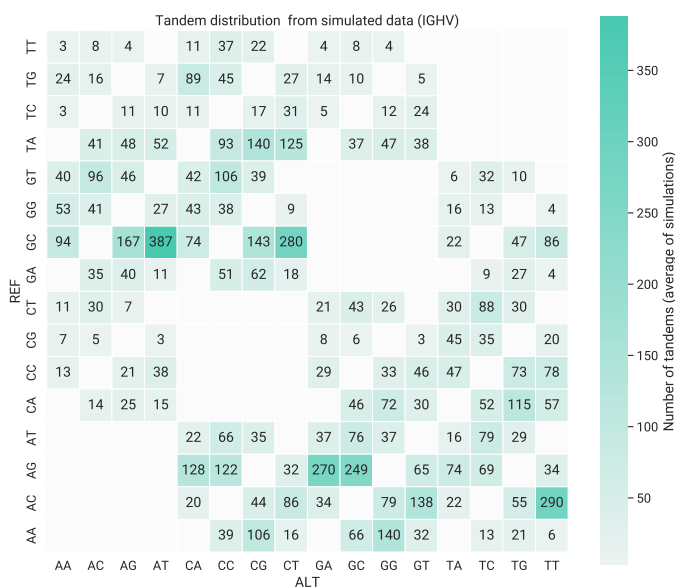 Tandem distribution from simulated data (IGHV)
TT 3 8 4 11 37 22 4 8 4
TG 24 16 7 89 45 27 14 10 5
TC 3 11 10 11 17 31 5 12 24
TA 41 48 52 93 140 125 37 47 38
GT 40 96 46 42 106 39 6 32 10
GG 53 41 27 43 38 9 16 13 4
GC 94 167 387 74 143 280 22 47 86
GA 35 40 11 51 62 18 9 27 4
CT 11 30 7 21 43 26 30 88 30
CG 7 5 3 8 6 3 45 35 20
CC 13 21 38 29 33 46 47 73 78
CA 14 25 15 46 72 30 52 115 57
AT 22 66 35 37 76 37 16 79 29
AG 128 122 32 270 249 65 74 69 34
AC 20 44 86 34 79 138 22 55 290
AA 39 106 16 66 140 32 13 21 6
AA AC AG AT CA CC CG CT GA GC GG GT TA TC TG TT
ALT
REF
350
300
250
200
150
100
50
Number of tandems (average of simulations)